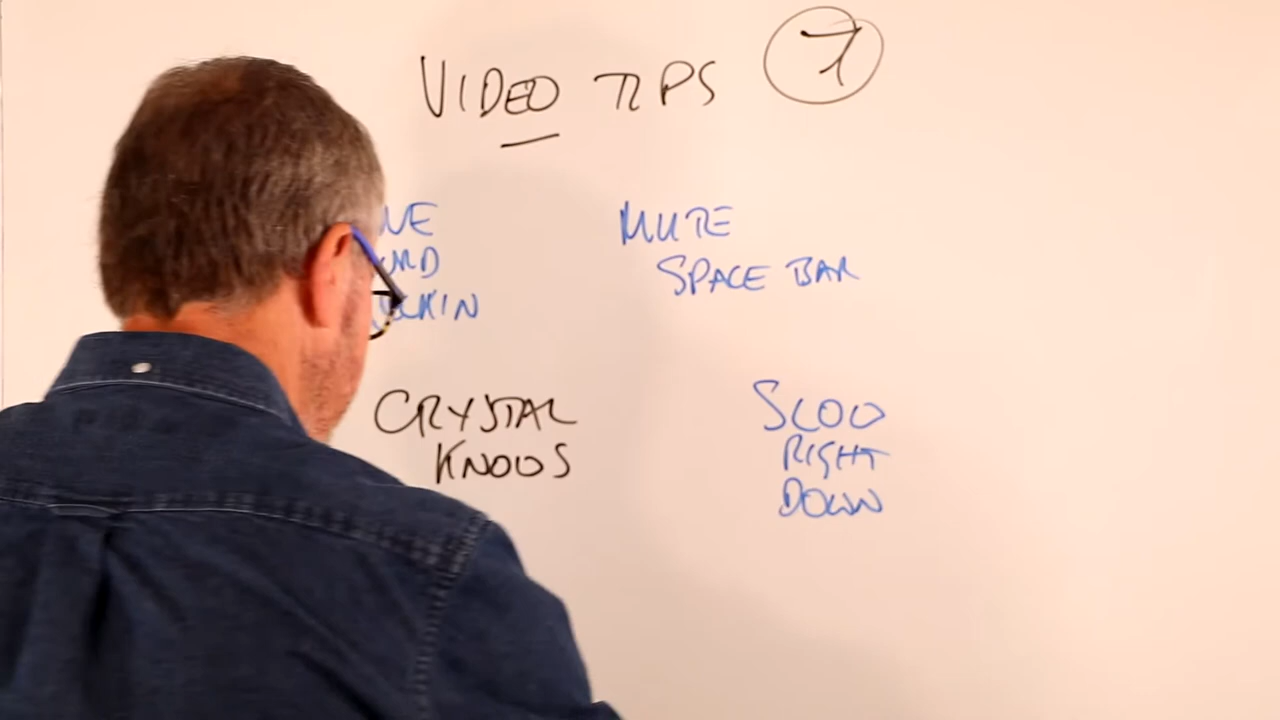 VIDEO TIPS 7
MUTE
SPACE BAR
CRYSTAL
KNOWS
SLOW
RIGHT
DOWN